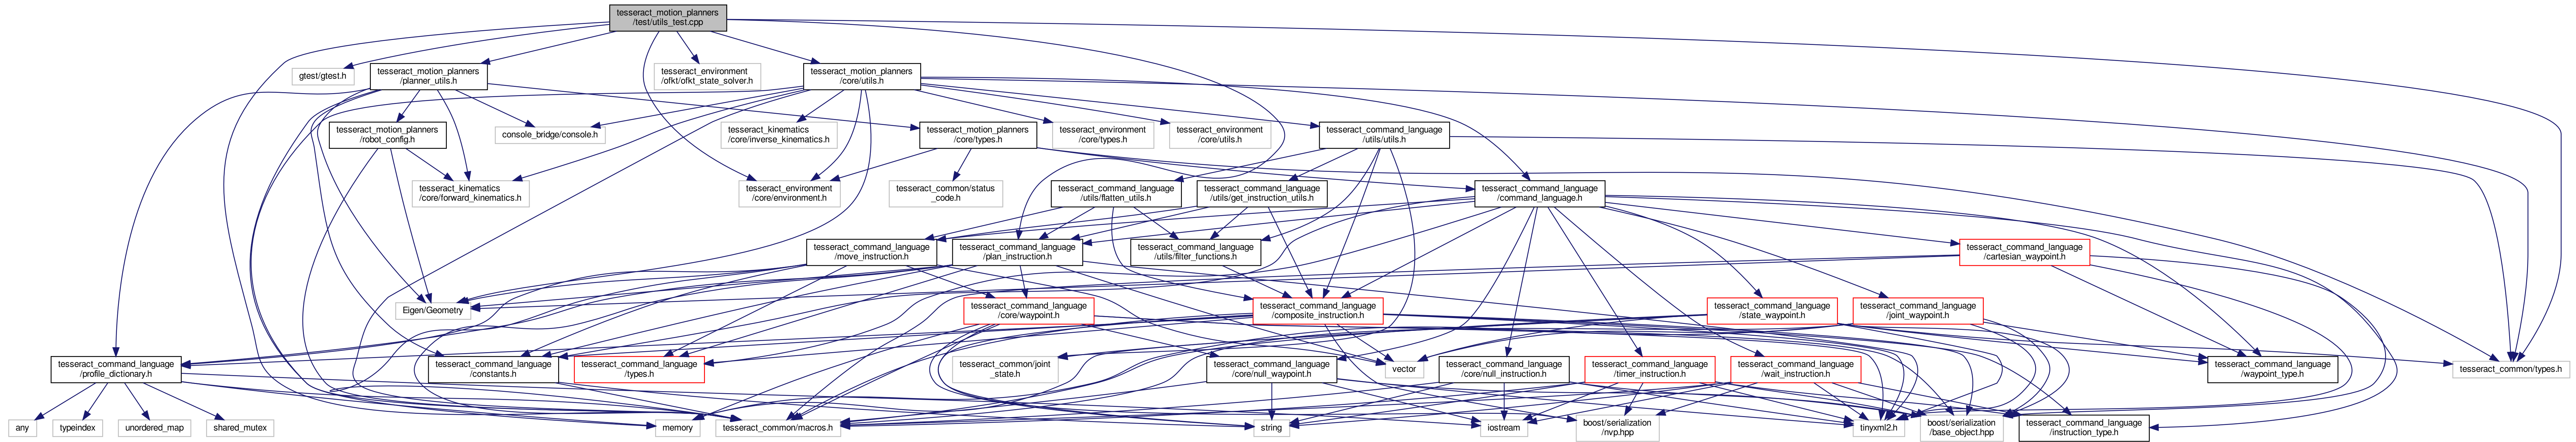 tesseract_motion_planners
/test/utils_test.cpp
gtest/gtest.h
tesseract_motion_planners
/planner_utils.h
tesseract_environment
/ofkt/ofkt_state_solver.h
tesseract_motion_planners
/core/utils.h
tesseract_motion_planners
/robot_config.h
console_bridge/console.h
tesseract_kinematics
/core/inverse_kinematics.h
tesseract_motion_planners
/core/types.h
tesseract_environment
/core/types.h
tesseract_environment
/core/utils.h
tesseract_command_language
/utils/utils.h
tesseract_kinematics
/core/forward_kinematics.h
tesseract_environment
/core/environment.h
tesseract_common/status
_code.h
tesseract_command_language
/utils/flatten_utils.h
tesseract_command_language
/utils/get_instruction_utils.h
tesseract_command_language
/command_language.h
tesseract_command_language
/move_instruction.h
tesseract_command_language
/plan_instruction.h
tesseract_command_language
/utils/filter_functions.h
tesseract_command_language
/cartesian_waypoint.h
Eigen/Geometry
tesseract_command_language
/core/waypoint.h
tesseract_command_language
/composite_instruction.h
tesseract_command_language
/state_waypoint.h
tesseract_command_language
/joint_waypoint.h
tesseract_command_language
/profile_dictionary.h
tesseract_command_language
/constants.h
tesseract_command_language
/types.h
tesseract_common/joint
_state.h
tesseract_command_language
/core/null_waypoint.h
vector
tesseract_command_language
/core/null_instruction.h
tesseract_command_language
/timer_instruction.h
tesseract_command_language
/wait_instruction.h
tesseract_command_language
/waypoint_type.h
tesseract_common/types.h
any
typeindex
unordered_map
shared_mutex
memory
tesseract_common/macros.h
string
iostream
boost/serialization
/nvp.hpp
tinyxml2.h
boost/serialization
/base_object.hpp
tesseract_command_language
/instruction_type.h